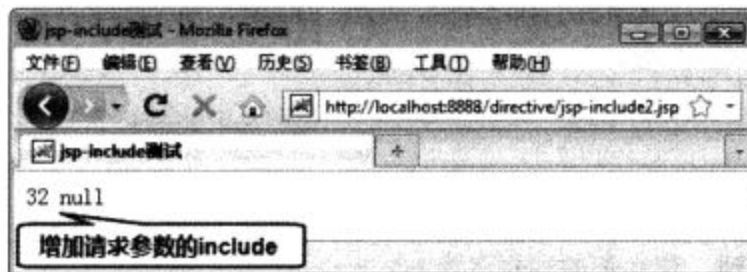 jsp-include测试 - Mozilla Firefox
文件(F) 编辑(E) 查看(V) 历史(S) 书签(B) 工具(T) 帮助(H)
http://localhost:8888/directive/jsp-include2.jsp
jsp-include测试
32 null
增加请求参数的include